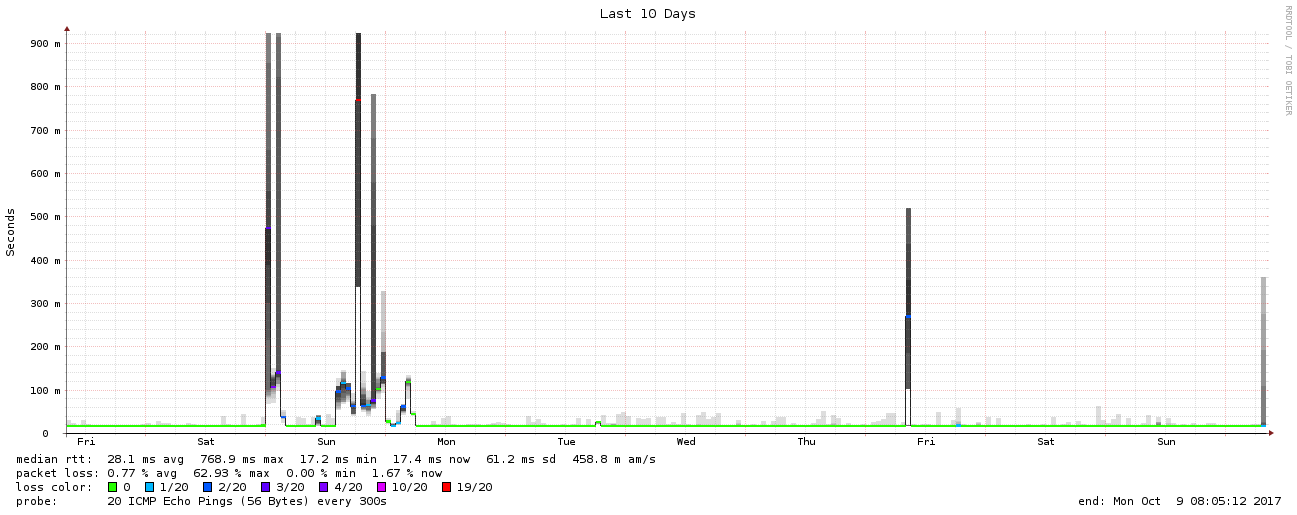 Last 10 Days
RRDTOOL / TOBI OETIKER
Seconds
900 m
800 m
700 m
600 m
500 m
400 m
300 m
200 m
100 m
0
Fri Sat Sun Mon Tue Wed Thu Fri Sat Sun
median rtt: 28.1 ms avg 768.9 ms max 17.2 ms min 17.4 ms now 61.2 ms sd 458.8 m am/s
packet loss: 0.77 % avg 62.93 % max 0.00 % min 1.67 % now
loss color: 0 1/20 2/20 3/20 4/20 10/20 19/20
probe: 20 ICMP Echo Pings (56 Bytes) every 300s end: Mon Oct 9 08:05:12 2017